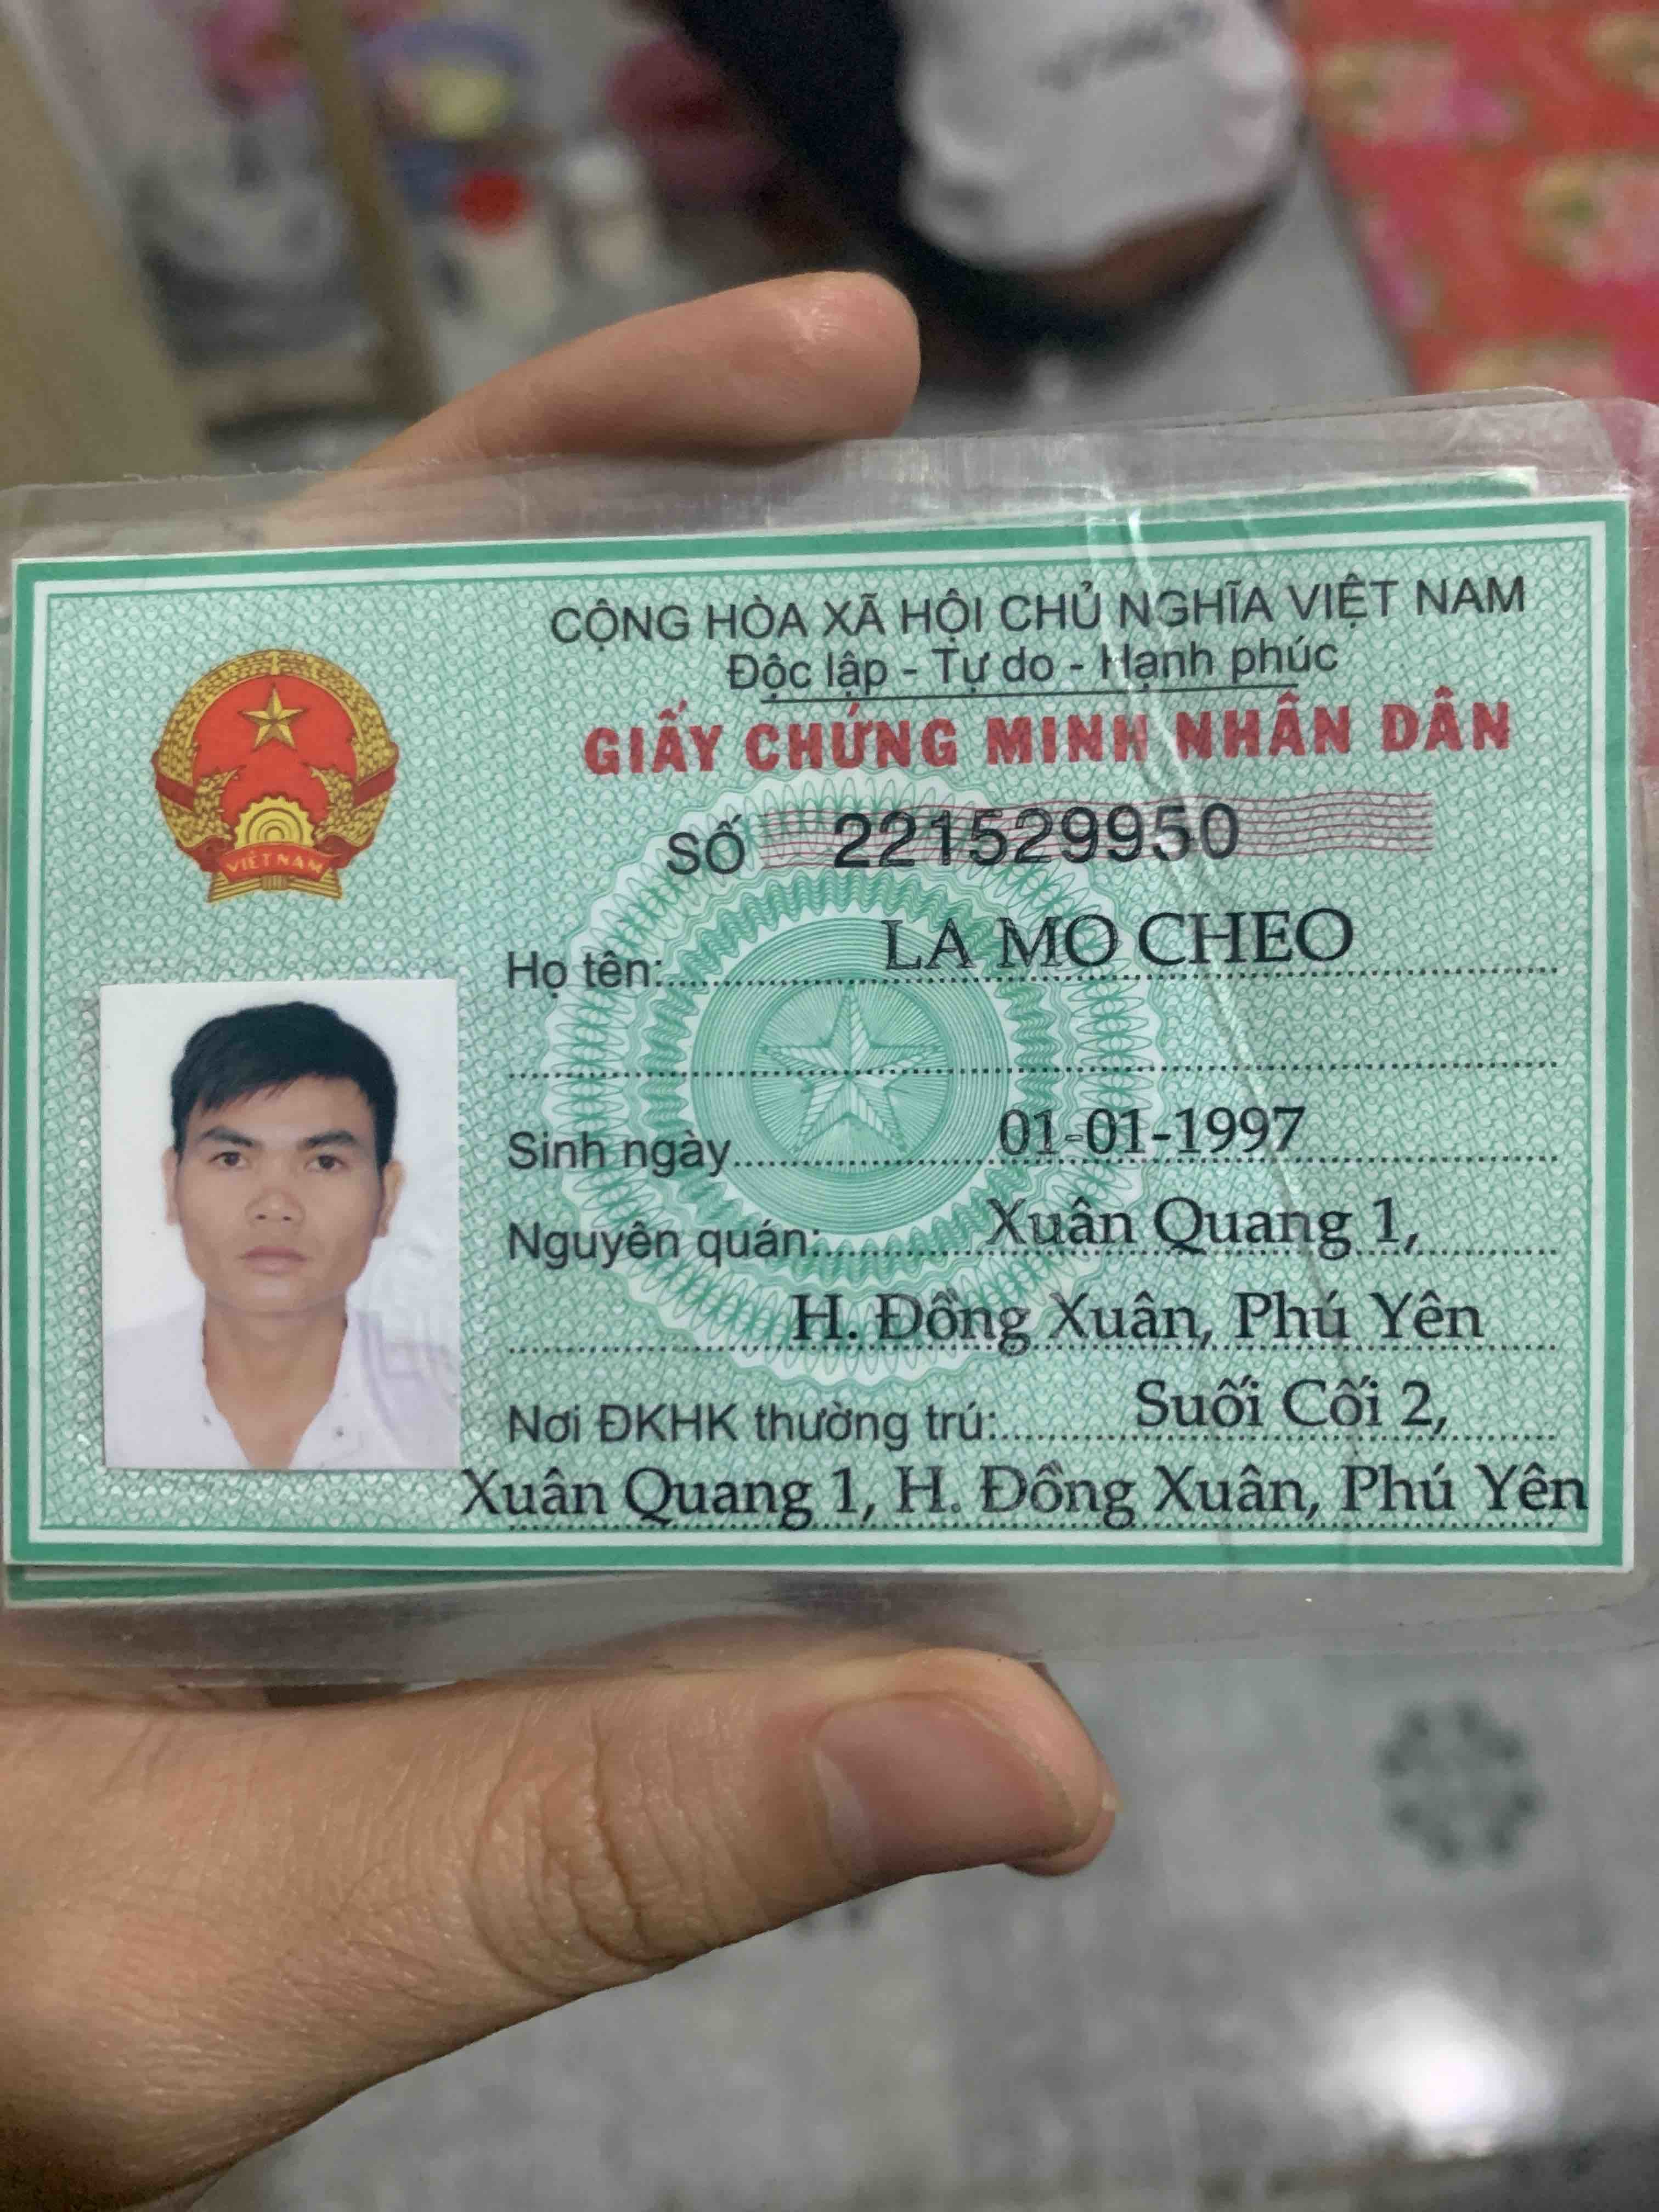 CỘNG HÒA XÃ HỘI CHỦ NGHĨA VIỆT NAM
Độc lập - Tự do - Hạnh phúc
GIẤY CHỨNG MINH NHÂN DÂN
VIỆT NAM
SỐ 221529950
Họ tên: LA MO CHEO
Sinh ngày 01-01-1997
Nguyên quán: Xuân Quang 1,
H. Đồng Xuân, Phú Yên
Nơi ĐKHK thường trú: Suối Cối 2,
Xuân Quang 1, H. Đồng Xuân, Phú Yên